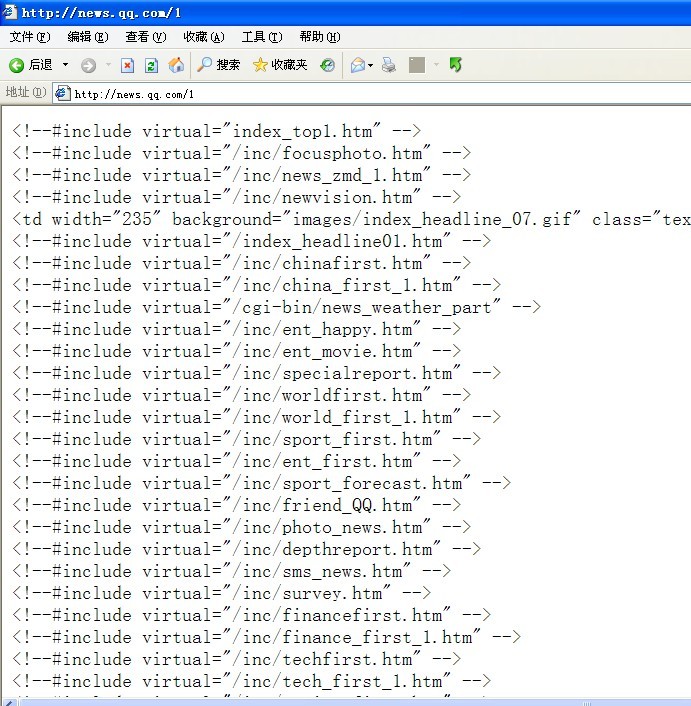 http://news.qq.com/1
文件(F) 编辑(E) 查看(V) 收藏(A) 工具(T) 帮助(H)
后退 搜索 收藏夹
地址(D) http://news.qq.com/1
<!--#include virtual="index_top1.htm" -->
<!--#include virtual="/inc/focusphoto.htm" -->
<!--#include virtual="/inc/news_zmd_1.htm" -->
<!--#include virtual="/inc/newvision.htm" -->
<td width="235" background="images/index_headline_07.gif" class="tex
<!--#include virtual="/index_headline01.htm" -->
<!--#include virtual="/inc/chinafirst.htm" -->
<!--#include virtual="/inc/china_first_1.htm" -->
<!--#include virtual="/cgi-bin/news_weather_part" -->
<!--#include virtual="/inc/ent_happy.htm" -->
<!--#include virtual="/inc/ent_movie.htm" -->
<!--#include virtual="/inc/specialreport.htm" -->
<!--#include virtual="/inc/worldfirst.htm" -->
<!--#include virtual="/inc/world_first_1.htm" -->
<!--#include virtual="/inc/sport_first.htm" -->
<!--#include virtual="/inc/ent_first.htm" -->
<!--#include virtual="/inc/sport_forecast.htm" -->
<!--#include virtual="/inc/friend_QQ.htm" -->
<!--#include virtual="/inc/photo_news.htm" -->
<!--#include virtual="/inc/depthreport.htm" -->
<!--#include virtual="/inc/sms_news.htm" -->
<!--#include virtual="/inc/survey.htm" -->
<!--#include virtual="/inc/financefirst.htm" -->
<!--#include virtual="/inc/finance_first_1.htm" -->
<!--#include virtual="/inc/techfirst.htm" -->
<!--#include virtual="/inc/tech_first_1.htm" -->